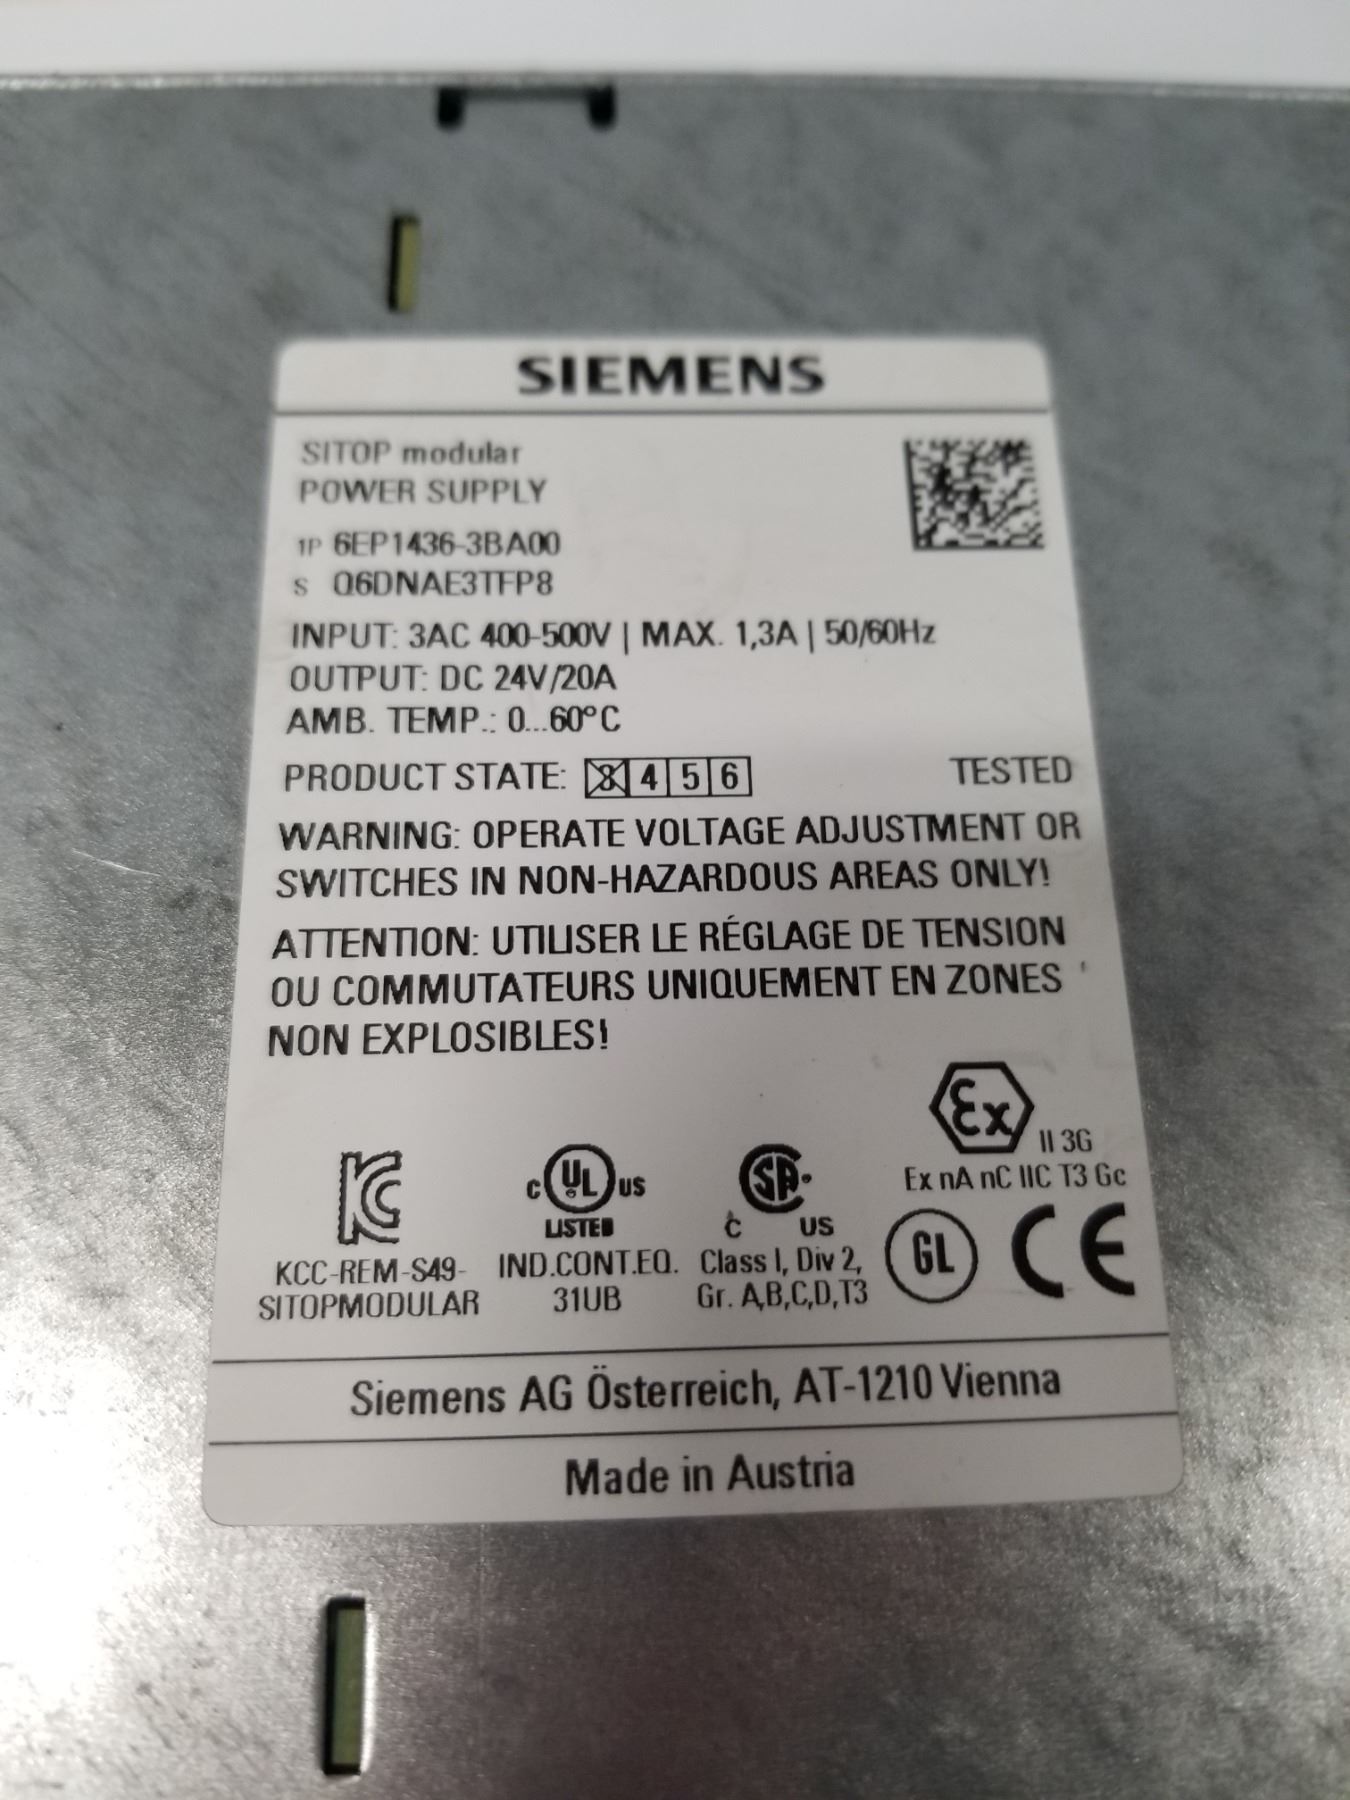 SIEMENS
SITOP modular
POWER SUPPLY
1P 6EP1436-3BA00
S Q6DNAE3TFP8
INPUT: 3AC 400-500V | MAX. 1,3A | 50/60Hz
OUTPUT: DC 24V/20A
AMB. TEMP.: 0...60°C
PRODUCT STATE: 3 4 5 6 TESTED
WARNING: OPERATE VOLTAGE ADJUSTMENT OR
SWITCHES IN NON-HAZARDOUS AREAS ONLY!
ATTENTION: UTILISER LE RÉGLAGE DE TENSION
OU COMMUTATEURS UNIQUEMENT EN ZONES
NON EXPLOSIBLES!
Ex II 3G
Ex nA nC IIC T3 Gc
KC
KCC-REM-S49-
SITOPMODULAR
C UL US
LISTED
IND.CONT.EQ.
31UB
SA
C US
Class I, Div 2,
Gr. A,B,C,D,T3
GL CE
Siemens AG Österreich, AT-1210 Vienna
Made in Austria